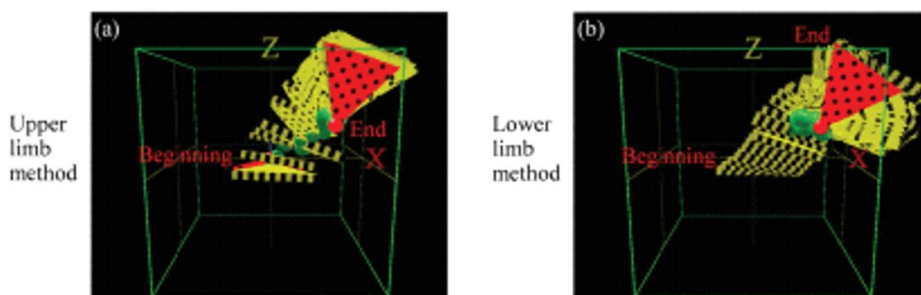 (a)
Z
End
Beginning
X
Upper
limb
method
(b)
End
Z
Beginning
X
Lower
limb
method